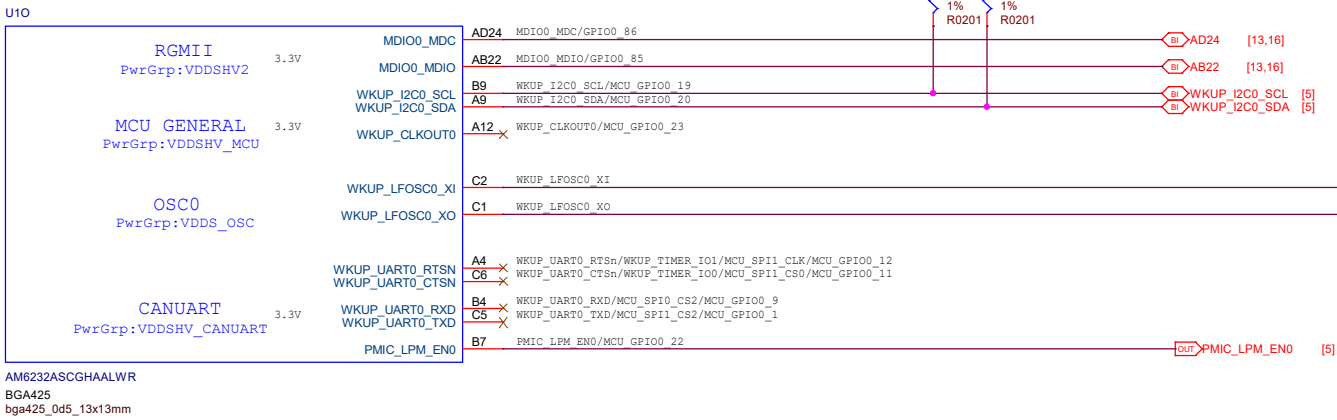 U1O
1%
R0201
1%
R0201
RGMII
PwrGrp:VDDSHV2
3.3V
MDIO0_MDC AD24 MDIO0_MDC/GPIO0_86 BI AD24 [13,16]
MDIO0_MDIO AB22 MDIO0_MDIO/GPIO0_85 BI AB22 [13,16]
WKUP_I2C0_SCL B9 WKUP_I2C0_SCL/MCU_GPIO0_19 BI WKUP_I2C0_SCL [5]
WKUP_I2C0_SDA A9 WKUP_I2C0_SDA/MCU_GPIO0_20 BI WKUP_I2C0_SDA [5]
MCU GENERAL
PwrGrp:VDDSHV_MCU
3.3V
WKUP_CLKOUT0 A12 WKUP_CLKOUT0/MCU_GPIO0_23
OSC0
PwrGrp:VDDS_OSC
WKUP_LFOSC0_XI C2 WKUP_LFOSC0_XI
WKUP_LFOSC0_XO C1 WKUP_LFOSC0_XO
WKUP_UART0_RTSN A4 WKUP_UART0_RTSn/WKUP_TIMER_IO1/MCU_SPI1_CLK/MCU_GPIO0_12
WKUP_UART0_CTSN C6 WKUP_UART0_CTSn/WKUP_TIMER_IO0/MCU_SPI1_CS0/MCU_GPIO0_11
CANUART
PwrGrp:VDDSHV_CANUART
3.3V
WKUP_UART0_RXD B4 WKUP_UART0_RXD/MCU_SPI0_CS2/MCU_GPIO0_9
WKUP_UART0_TXD C5 WKUP_UART0_TXD/MCU_SPI1_CS2/MCU_GPIO0_1
PMIC_LPM_EN0 B7 PMIC_LPM_EN0/MCU_GPIO0_22 OUT PMIC_LPM_EN0 [5]
AM6232ASCGHAALWR
BGA425
bga425_0d5_13x13mm